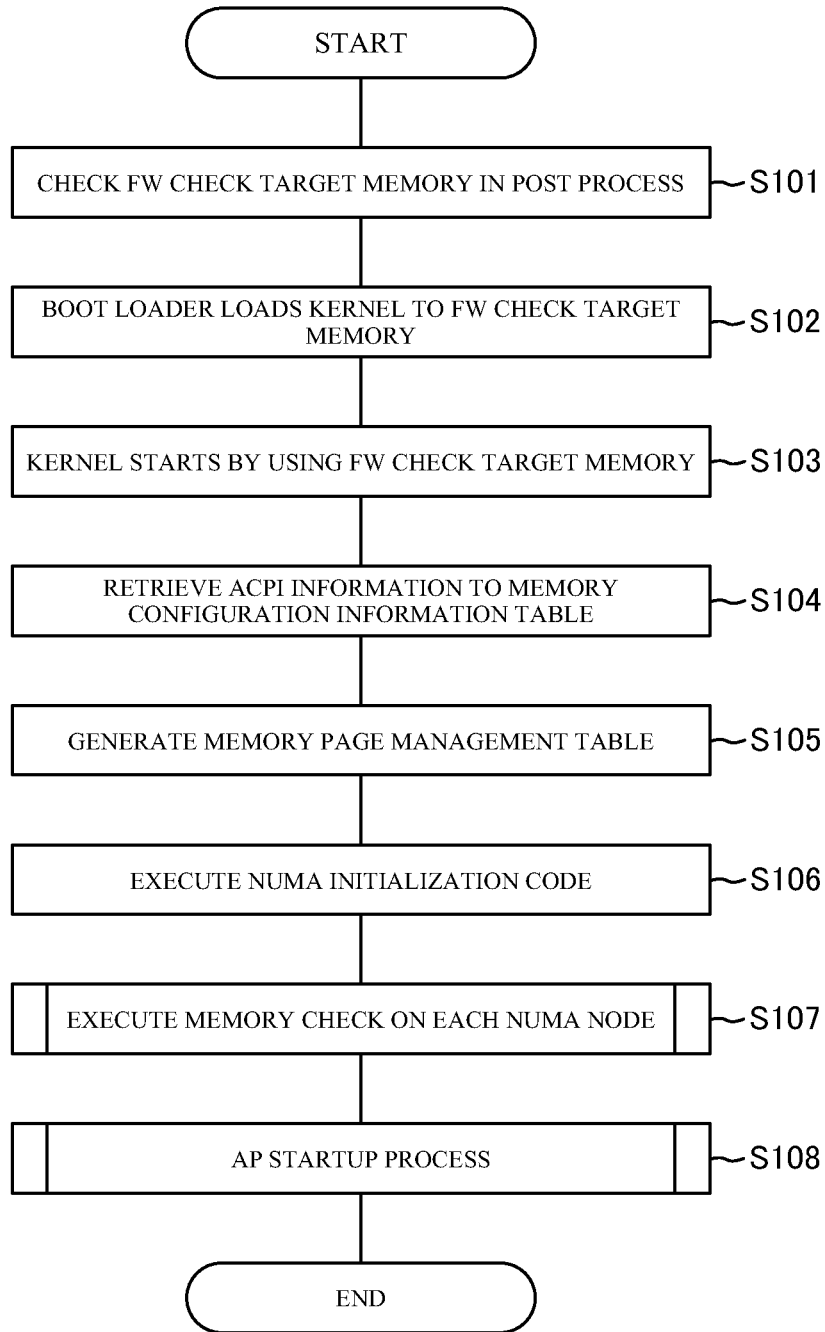 START
CHECK FW CHECK TARGET MEMORY IN POST PROCESS
S101
BOOT LOADER LOADS KERNEL TO FW CHECK TARGET
MEMORY
S102
KERNEL STARTS BY USING FW CHECK TARGET MEMORY
S103
RETRIEVE ACPI INFORMATION TO MEMORY
CONFIGURATION INFORMATION TABLE
S104
GENERATE MEMORY PAGE MANAGEMENT TABLE
S105
EXECUTE NUMA INITIALIZATION CODE
S106
EXECUTE MEMORY CHECK ON EACH NUMA NODE
S107
AP STARTUP PROCESS
S108
END